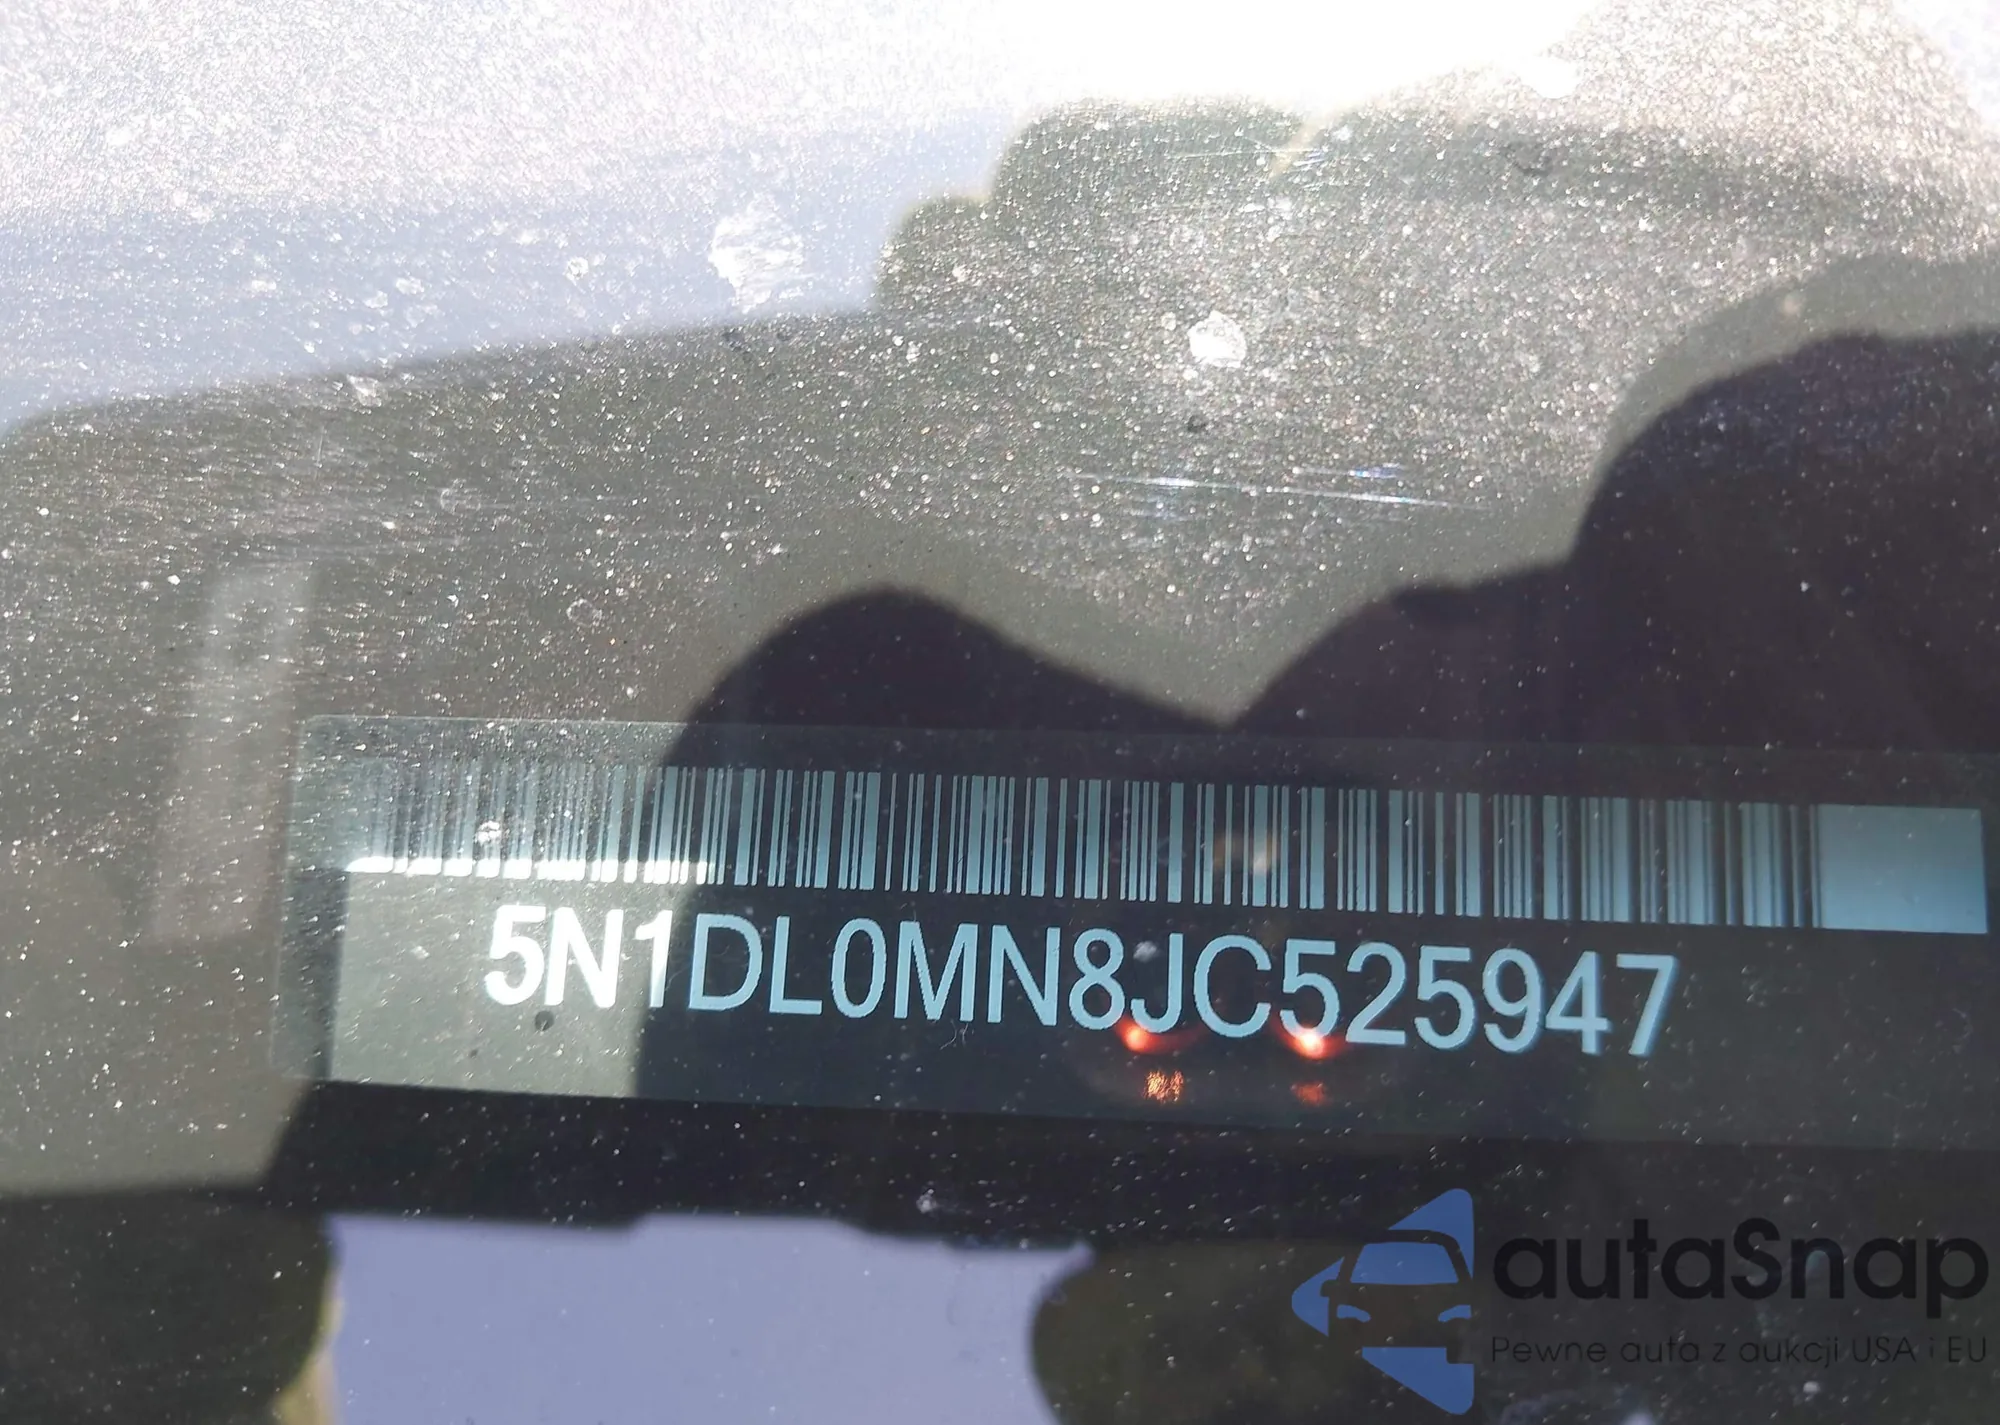 5N1DL0MN8JC525947
autaSnap
Pewne auta z aukcji USA i EU